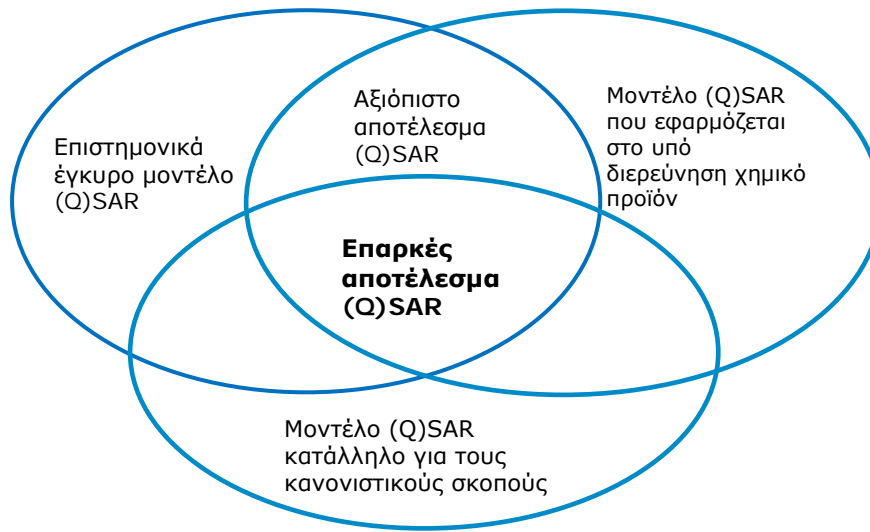 Επιστημονικά
έγκυρο μοντέλο
(Q)SAR
Αξιόπιστο
αποτέλεσμα
(Q)SAR
Μοντέλο (Q)SAR
που εφαρμόζεται
στο υπό
διερεύνηση χημικό
προϊόν
Επαρκές
αποτέλεσμα
(Q)SAR
Μοντέλο (Q)SAR
κατάλληλο για τους
κανονιστικούς σκοπούς